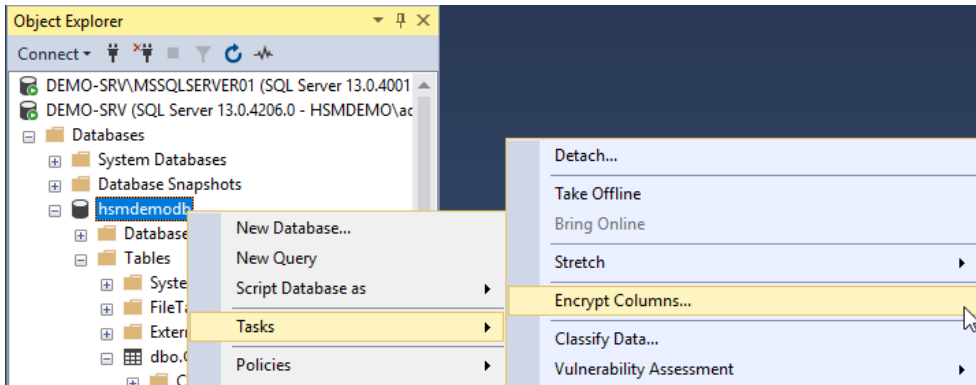 Object Explorer
Connect
DEMO-SRV\MSSQLSERVER01 (SQL Server 13.0.4001
DEMO-SRV (SQL Server 13.0.4206.0 - HSMDEMO\ac
Databases
System Databases
Database Snapshots
hsmdemodb
Database
Tables
Syste
FileTa
Extern
dbo.C
C
New Database...
New Query
Script Database as
Tasks
Policies
Detach...
Take Offline
Bring Online
Stretch
Encrypt Columns...
Classify Data...
Vulnerability Assessment